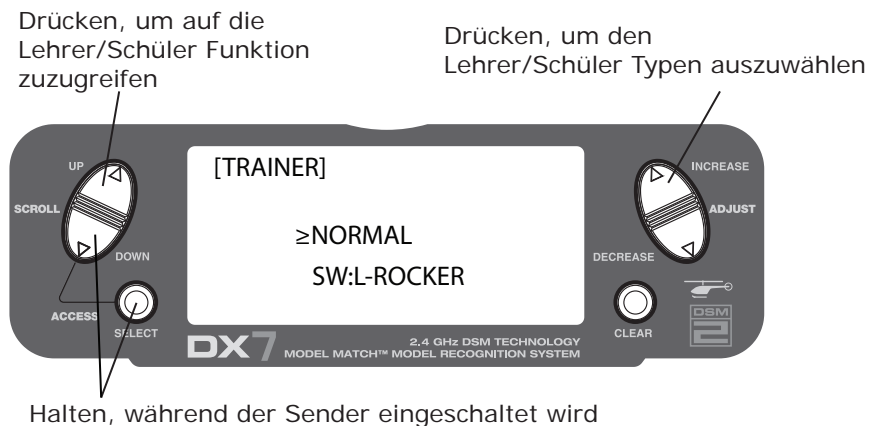 Drücken, um auf die
Lehrer/Schüler Funktion
zuzugreifen
Drücken, um den
Lehrer/Schüler Typen auszuwählen
UP
SCROLL
DOWN
ACCESS
SELECT
[TRAINER]
≥NORMAL
SW:L-ROCKER
INCREASE
ADJUST
DECREASE
CLEAR
DSM
2
DX7
2,4 GHz DSM TECHNOLOGY
MODEL MATCH™ MODEL RECOGNITION SYSTEM
Halten, während der Sender eingeschaltet wird